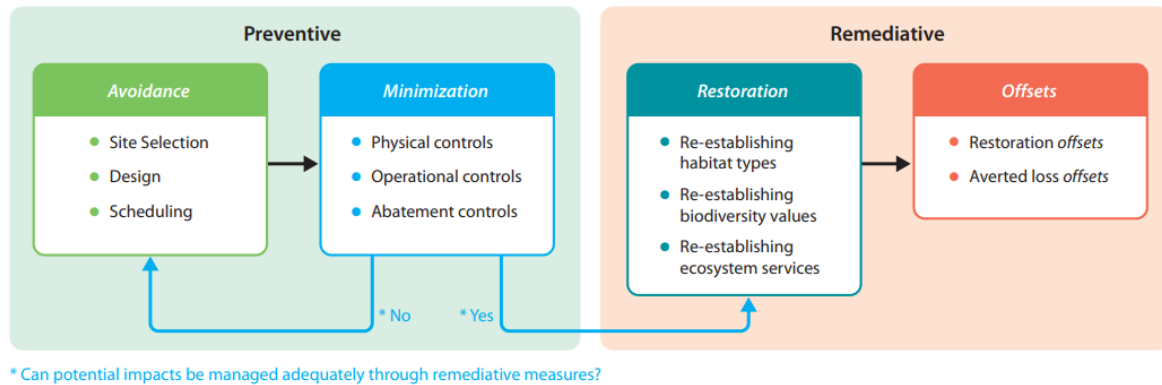 Preventive
Remediative
Avoidance
Site Selection
Design
Scheduling
Minimization
Physical controls
Operational controls
Abatement controls
Restoration
Re-establishing
habitat types
Re-establishing
biodiversity values
Re-establishing
ecosystem services
Offsets
Restoration offsets
Averted loss offsets
* No
* Yes
* Can potential impacts be managed adequately through remediative measures?